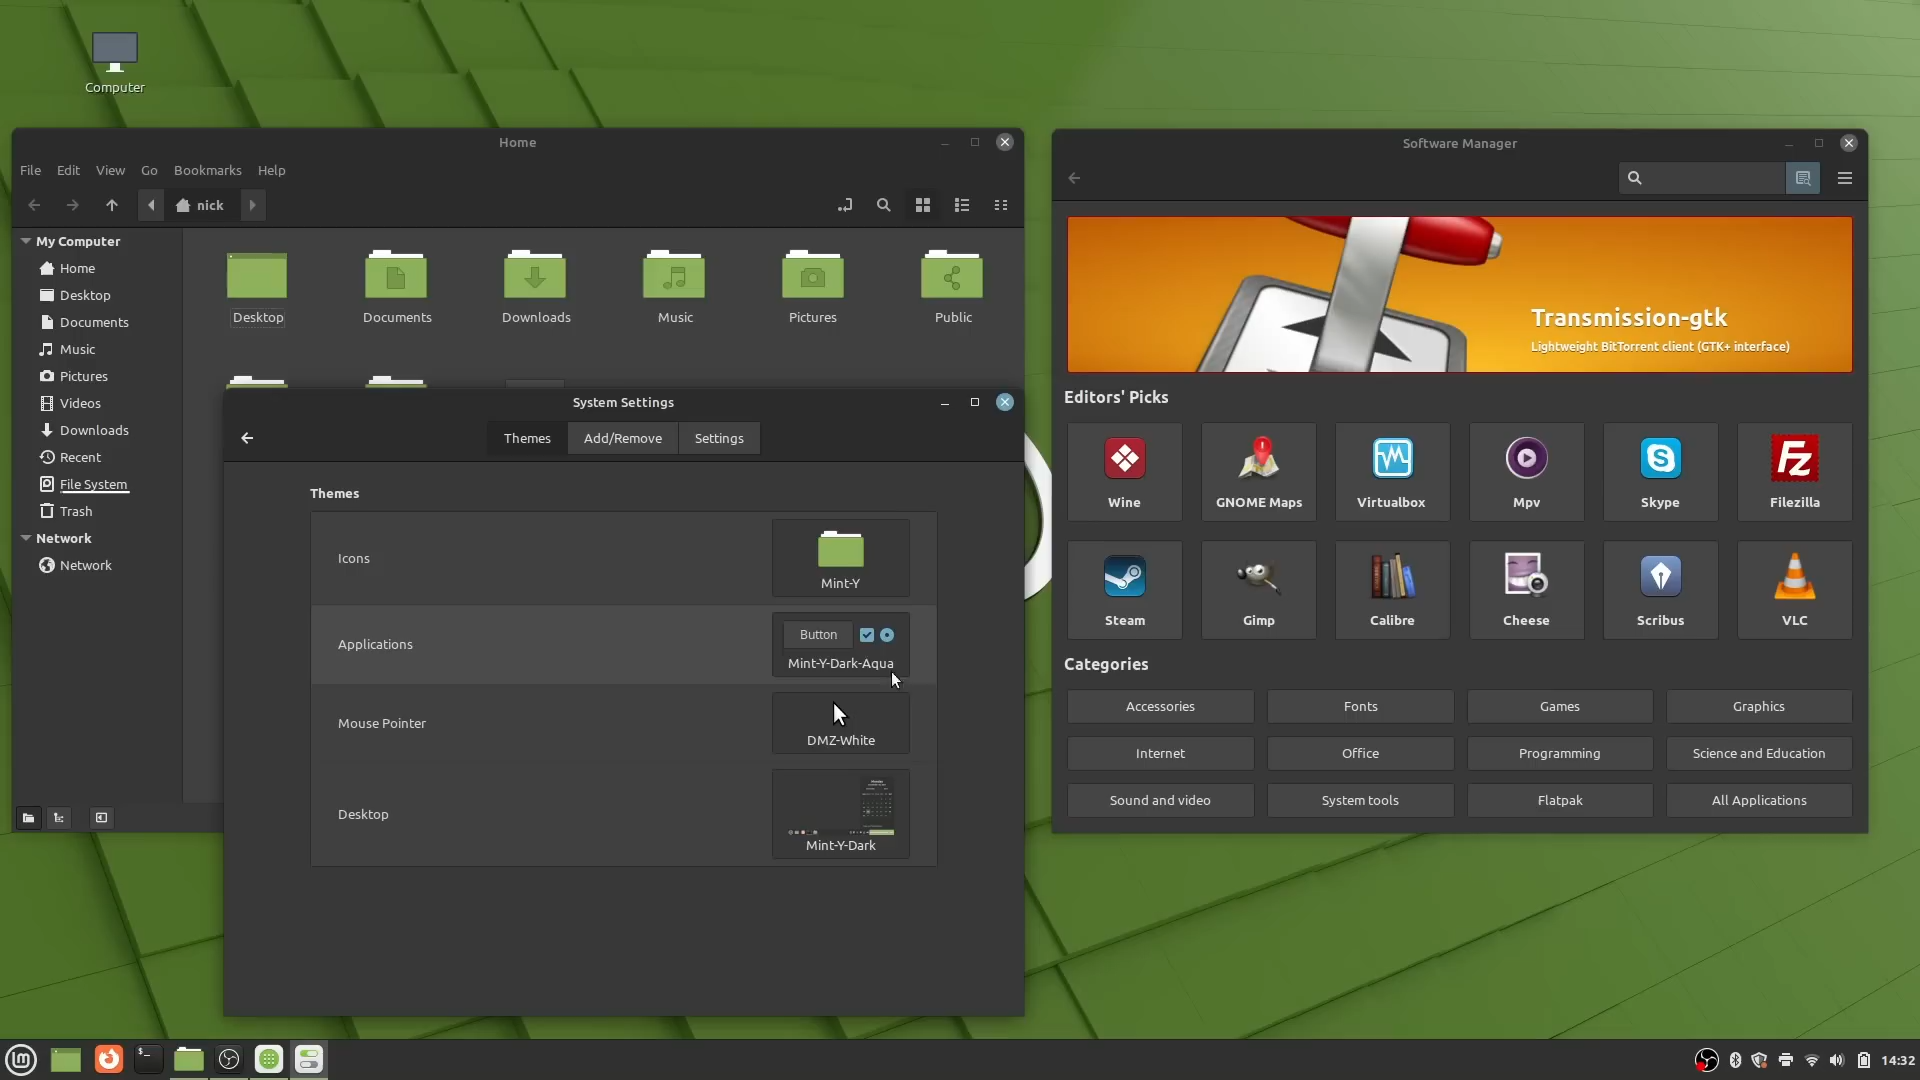 Computer
Home
File Edit View Go Bookmarks Help
nick
My Computer
Home
Desktop
Documents
Music
Pictures
Videos
Downloads
Recent
File System
Trash
Network
Network
Desktop
Documents
Downloads
Music
Pictures
Public
System Settings
Themes
Add/Remove
Settings
Themes
Icons
Mint-Y
Applications
Button
Mint-Y-Dark-Aqua
Mouse Pointer
DMZ-White
Desktop
Mint-Y-Dark
Software Manager
Transmission-gtk
Lightweight BitTorrent client (GTK+ interface)
Editors' Picks
Wine
GNOME Maps
Virtualbox
Mpv
Skype
Filezilla
Steam
Gimp
Calibre
Cheese
Scribus
VLC
Categories
Accessories
Fonts
Games
Graphics
Internet
Office
Programming
Science and Education
Sound and video
System tools
Flatpak
All Applications
14:32